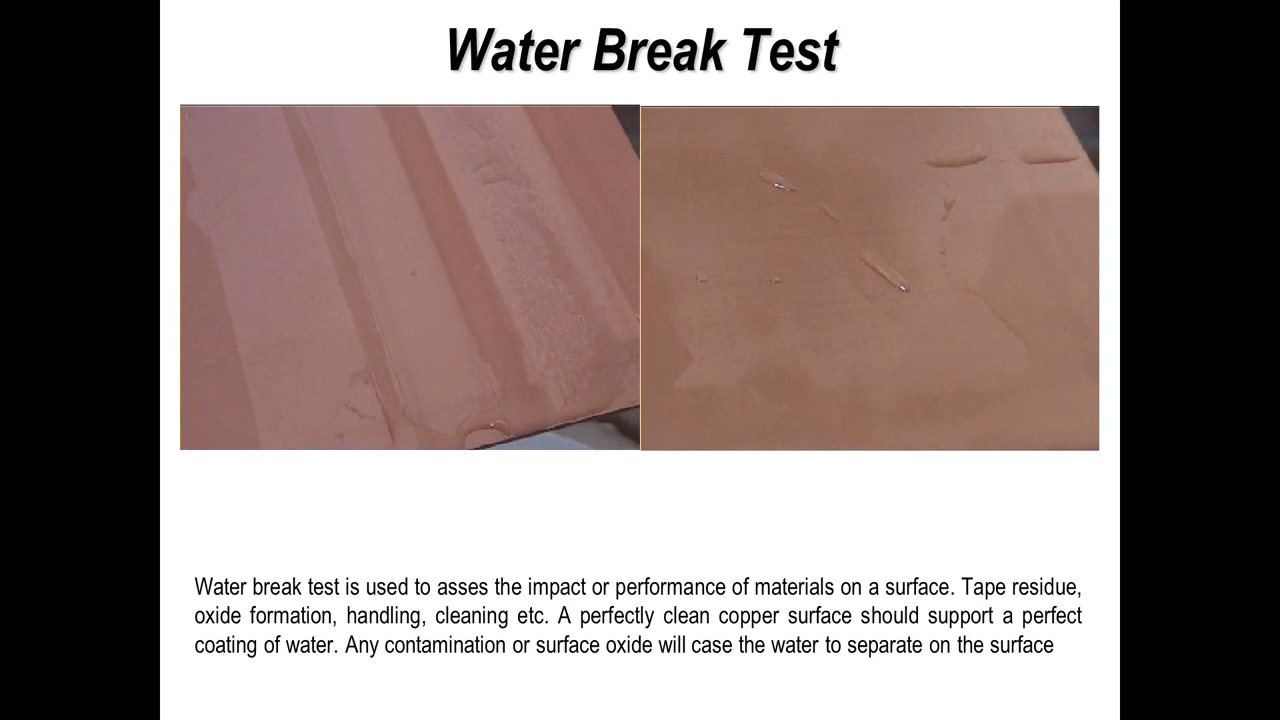 Water Break Test
Water break test is used to asses the impact or performance of materials on a surface. Tape residue,
oxide formation, handling, cleaning etc. A perfectly clean copper surface should support a perfect
coating of water. Any contamination or surface oxide will case the water to separate on the surface